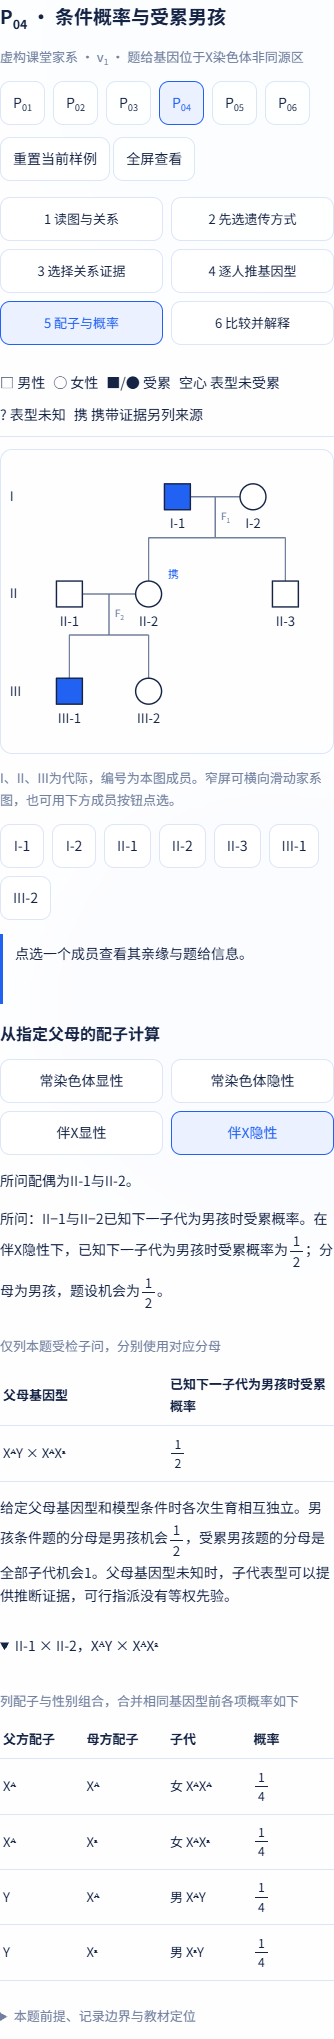 P₀₄ · 条件概率与受累男孩
虚构课堂家系 · v₁ · 题给基因位于X染色体非同源区
P₀₁ P₀₂ P₀₃ P₀₄ P₀₅ P₀₆
重置当前样例 全屏查看
1 读图与关系 2 先选遗传方式
3 选择关系证据 4 逐人推基因型
5 配子与概率 6 比较并解释
□ 男性 ○ 女性 ■/● 受累 空心 表型未受累
? 表型未知 携 携带证据另列来源
I
I-1 F₁ I-2
携
II
II-1 F₂ II-2 II-3
III
III-1 III-2
I、II、III为代际，编号为本图成员。窄屏可横向滑动家系
图，也可用下方成员按钮点选。
I-1 I-2 II-1 II-2 II-3 III-1
III-2
点选一个成员查看其亲缘与题给信息。
从指定父母的配子计算
常染色体显性 常染色体隐性
伴X显性 伴X隐性
所问配偶为II-1与II-2。
所问：II−1与II−2已知下一子代为男孩时受累概率。在
伴X隐性下，已知下一子代为男孩时受累概率为1/2；分
母为男孩，题设机会为1/2。
仅列本题受检子问，分别使用对应分母
父母基因型 已知下一子代为男孩时受累
概率
XᴬY × XᴬXᵃ 1/2
给定父母基因型和模型条件时各次生育相互独立。男
孩条件题的分母是男孩机会1/2，受累男孩题的分母是
全部子代机会1。父母基因型未知时，子代表型可以提
供推断证据，可行指派没有等权先验。
▼ II-1 × II-2，XᴬY × XᴬXᵃ
列配子与性别组合，合并相同基因型前各项概率如下
父方配子 母方配子 子代 概率
Xᴬ Xᴬ 女 XᴬXᴬ 1/4
Xᴬ Xᵃ 女 XᴬXᵃ 1/4
Y Xᴬ 男 XᴬY 1/4
Y Xᵃ 男 XᵃY 1/4
▶ 本题前提、记录边界与教材定位